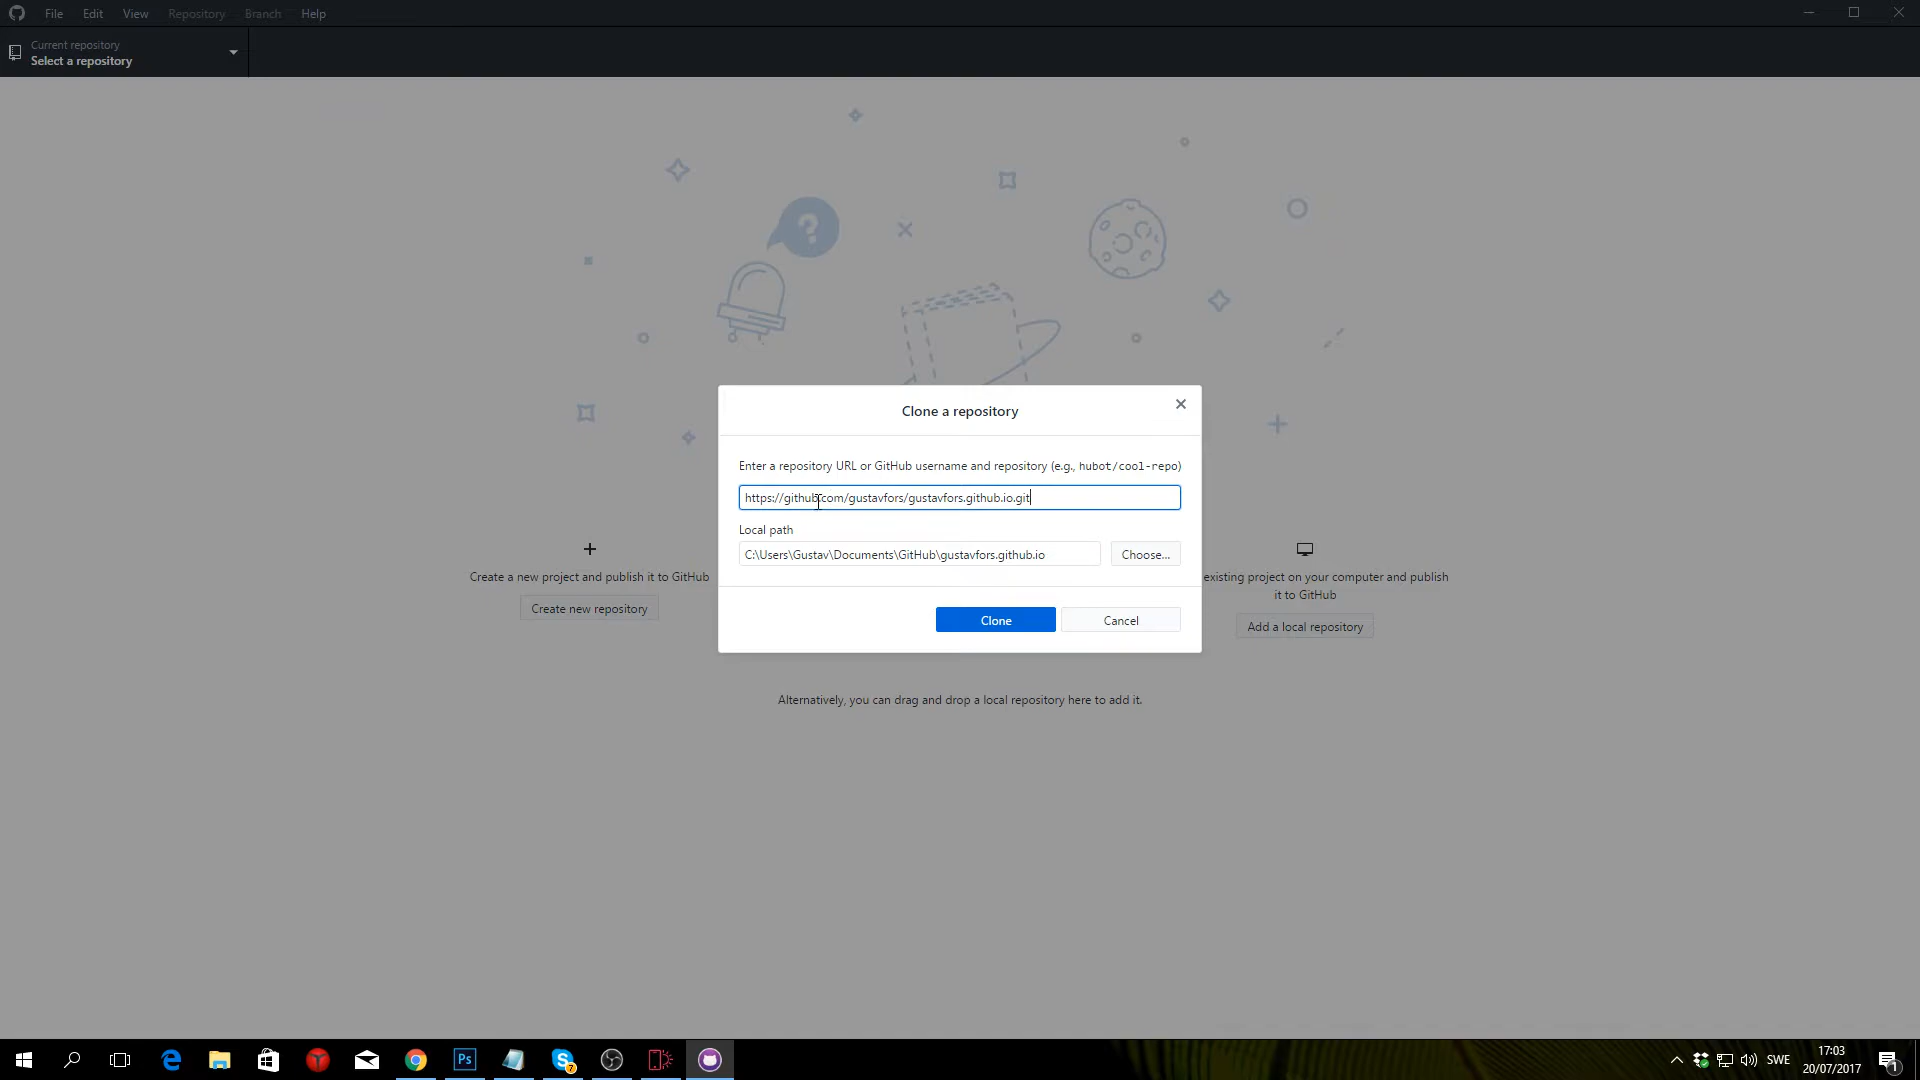 File Edit View Repository Branch Help
Current repository
Select a repository
?
Clone a repository
Enter a repository URL or GitHub username and repository (e.g., hubot/cool-repo)
https://github.com/gustavfors/gustavfors.github.io.git
Local path
C:\Users\Gustav\Documents\GitHub\gustavfors.github.io
Choose...
Clone
Cancel
Create a new project and publish it to GitHub
Create new repository
existing project on your computer and publish
it to GitHub
Add a local repository
Alternatively, you can drag and drop a local repository here to add it.
Ps
S
7
SWE
17:03
20/07/2017
1